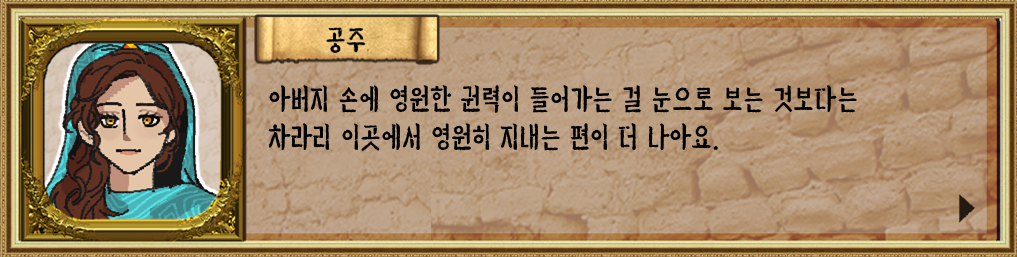 공주
아버지 손에 영원한 권력이 들어가는 걸 눈으로 보는 것보다는
차라리 이곳에서 영원히 지내는 편이 더 나아요.